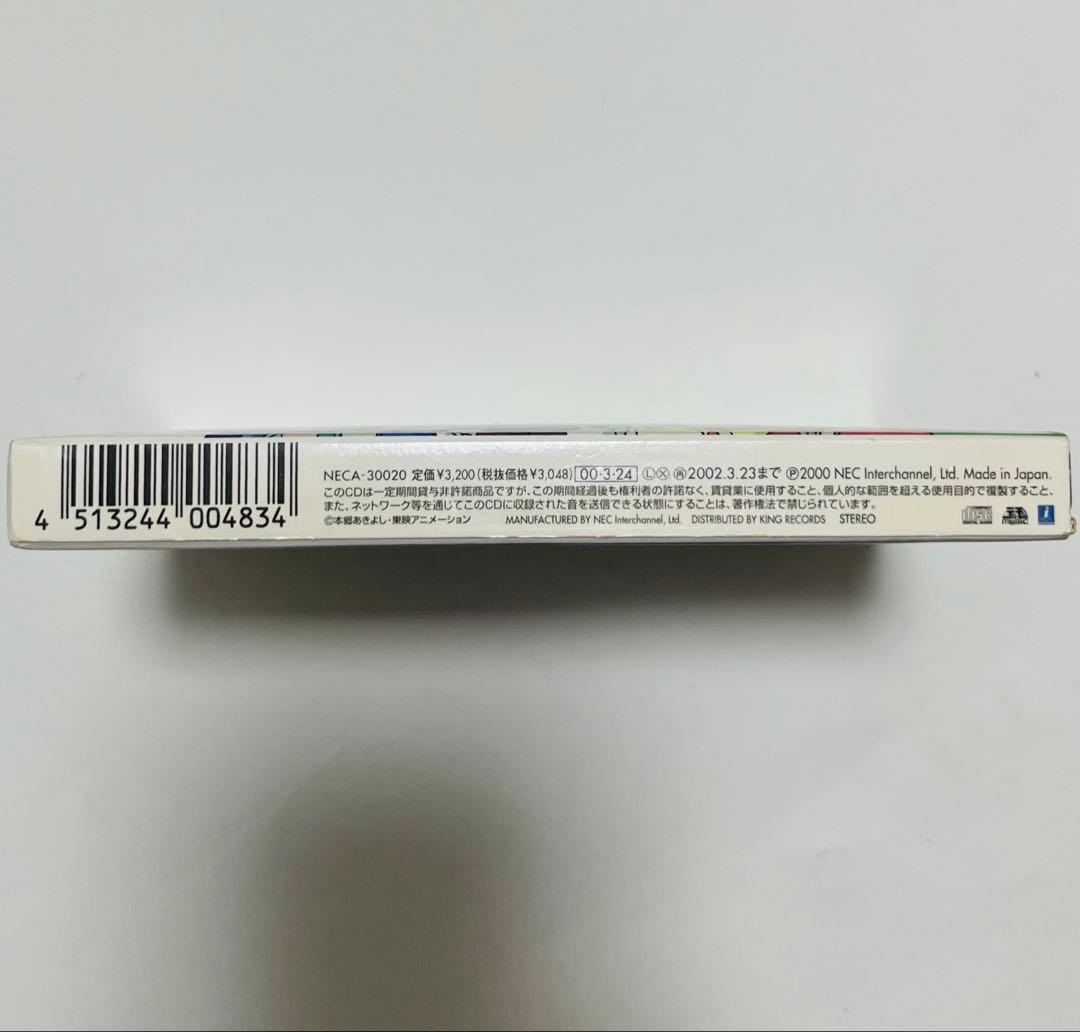 4 513244 004834
NECA-30020 定価¥3,200(税抜価格¥3,048) 00・3・24 Ⓛ Ⓧ 再 2002.3.23まで Ⓟ2000 NEC Interchannel, Ltd. Made in Japan.
このCDは一定期間貸与非許諾商品ですが、この期間経過後も権利者の許諾なく、賃貸業に使用すること、個人的な範囲を超える使用目的で複製すること、
また、ネットワーク等を通じてこのCDに収録された音を送信できる状態にすることは、著作権法で禁じられています。
©本郷あきよし・東映アニメーション MANUFACTURED BY NEC Interchannel, Ltd. DISTRIBUTED BY KING RECORDS STEREO